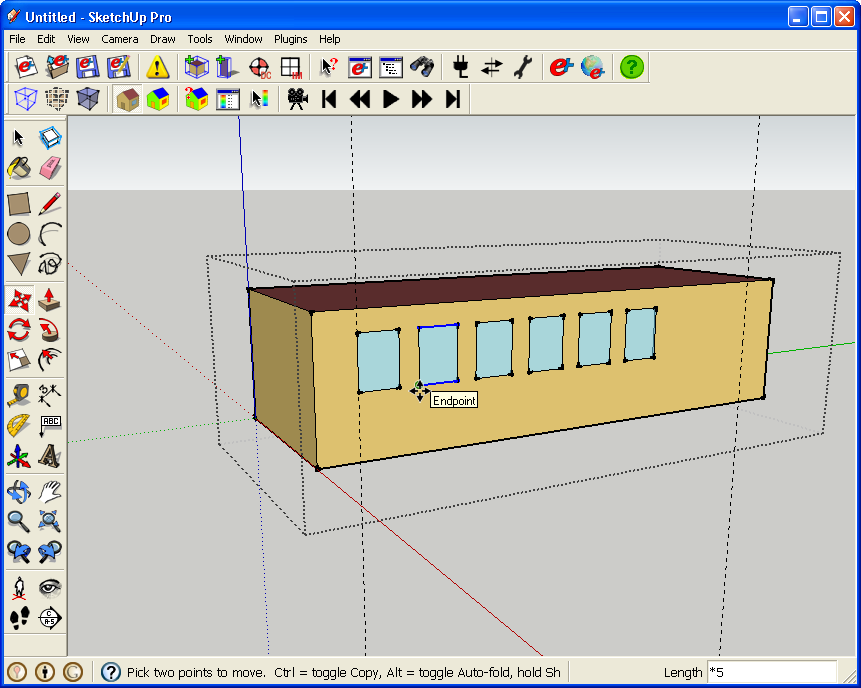 Untitled - SketchUp Pro
File Edit View Camera Draw Tools Window Plugins Help
ABC
Endpoint
Pick two points to move.  Ctrl = toggle Copy, Alt = toggle Auto-fold, hold Sh
Length *5